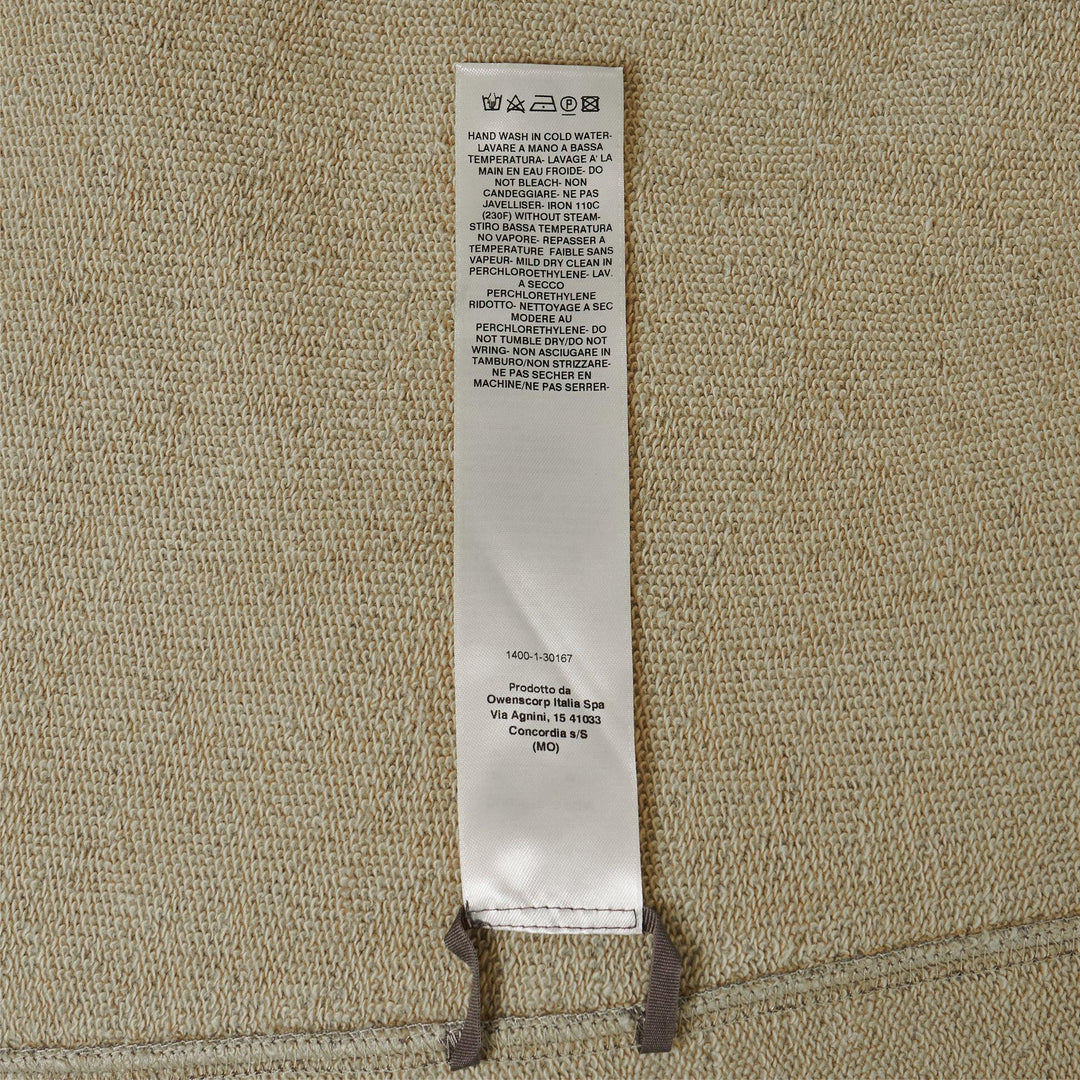 HAND WASH IN COLD WATER-
LAVARE A MANO A BASSA
TEMPERATURA- LAVAGE A' LA
MAIN EN EAU FROIDE- DO
NOT BLEACH- NON
CANDEGGIARE- NE PAS
JAVELLISER- IRON 110C
(230F) WITHOUT STEAM-
STIRO BASSA TEMPERATURA
NO VAPORE- REPASSER A
TEMPERATURE FAIBLE SANS
VAPEUR- MILD DRY CLEAN IN
PERCHLOROETHYLENE- LAV.
A SECCO
PERCHLORETHYLENE
RIDOTTO- NETTOYAGE A SEC
MODERE AU
PERCHLORETHYLENE- DO
NOT TUMBLE DRY/DO NOT
WRING- NON ASCIUGARE IN
TAMBURO/NON STRIZZARE-
NE PAS SECHER EN
MACHINE/NE PAS SERRER-
1400-1-30167
Prodotto da
Owenscorp Italia Spa
Via Agnini, 15 41033
Concordia s/S
(MO)